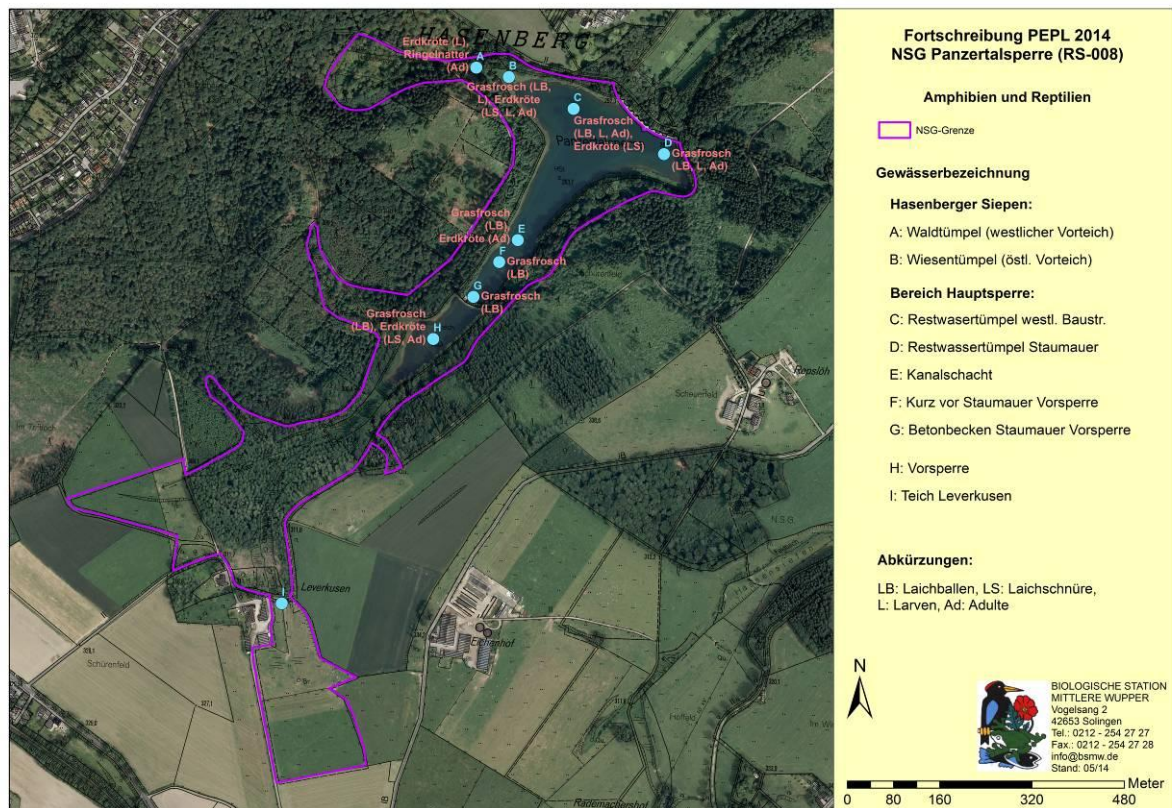 HASENBERG
Erdkröte (L),
Ringelnatter
(Ad)
A
B
Grasfrosch (LB,
L), Erdkröte
(LS, L, Ad)
C
Grasfrosch
(LB, L, Ad),
Erdkröte (LS)
D
Grasfrosch
(LB, L, Ad)
Grasfrosch
(LB),
Erdkröte (Ad)
E
F
Grasfrosch
(LB)
G
Grasfrosch
(LB)
Grasfrosch
(LB), Erdkröte
(LS, Ad)
H
Schürenfeld
Repslöh
Scheuerfeld
N.S.G.
Leverkusen
I
Eichenhof
Schürenfeld
Hoffeld
Rädemachershof
Fortschreibung PEPL 2014
NSG Panzertalsperre (RS-008)
Amphibien und Reptilien
NSG-Grenze
Gewässerbezeichnung
Hasenberger Siepen:
A: Waldtümpel (westlicher Vorteich)
B: Wiesentümpel (östl. Vorteich)
Bereich Hauptsperre:
C: Restwasertümpel westl. Baustr.
D: Restwassertümpel Staumauer
E: Kanalschacht
F: Kurz vor Staumauer Vorsperre
G: Betonbecken Staumauer Vorsperre
H: Vorsperre
I: Teich Leverkusen
Abkürzungen:
LB: Laichballen, LS: Laichschnüre,
L: Larven, Ad: Adulte
N
BIOLOGISCHE STATION
MITTLERE WUPPER
Vogelsang 2
42653 Solingen
Tel.: 0212 - 254 27 27
Fax.: 0212 - 254 27 28
info@bsmw.de
Stand: 05/14
Meter
0 80 160 320 480